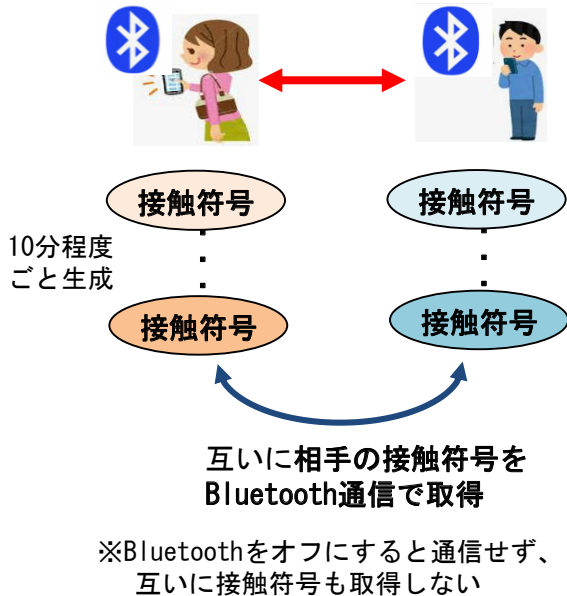 接触符号
接触符号
10分程度
ごと生成
接触符号
接触符号
互いに相手の接触符号を
Bluetooth通信で取得
※Bluetoothをオフにすると通信せず、
互いに接触符号も取得しない